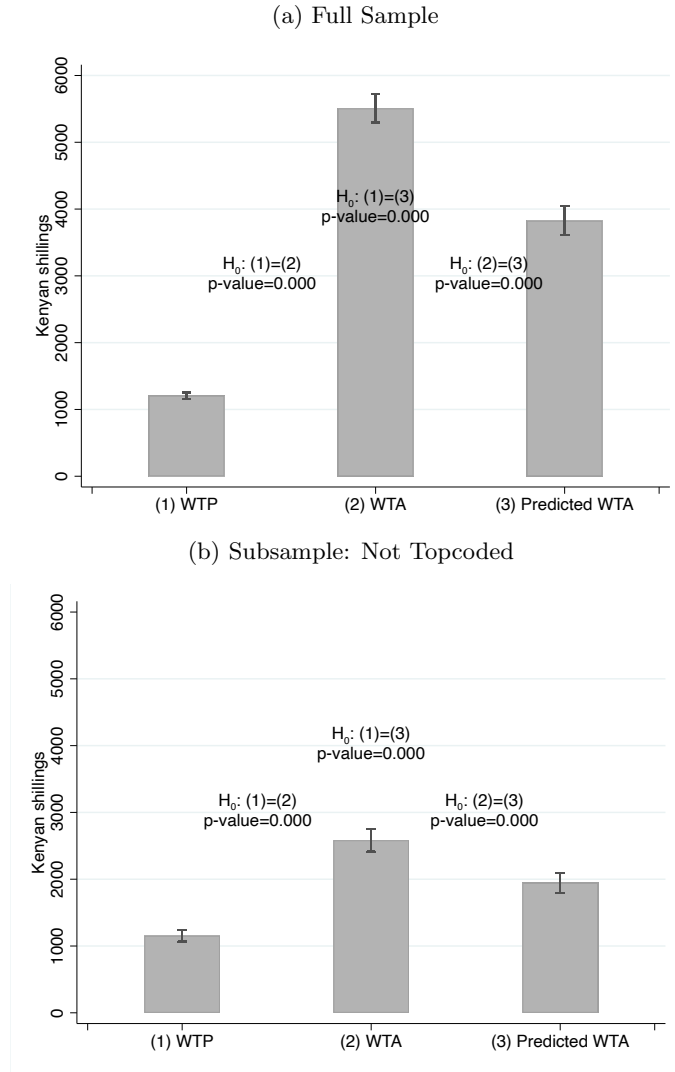 (a) Full Sample
6000
5000
4000
3000
2000
1000
0
Kenyan shillings
H0: (1)=(3)
p-value=0.000
H0: (1)=(2)
p-value=0.000
H0: (2)=(3)
p-value=0.000
(1) WTP
(2) WTA
(3) Predicted WTA
(b) Subsample: Not Topcoded
6000
5000
4000
3000
2000
1000
0
Kenyan shillings
H0: (1)=(3)
p-value=0.000
H0: (1)=(2)
p-value=0.000
H0: (2)=(3)
p-value=0.000
(1) WTP
(2) WTA
(3) Predicted WTA